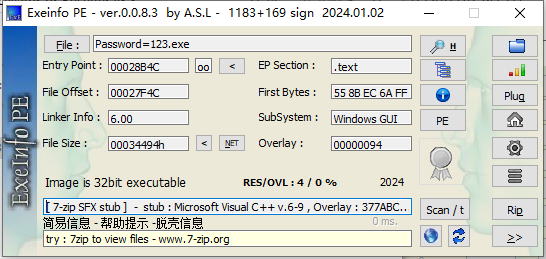 Exeinfo PE - ver.0.0.8.3 by A.S.L - 1183+169 sign 2024.01.02
File : Password=123.exe H
Entry Point : 00028B4C oo < EP Section : .text
File Offset : 00027F4C First Bytes : 55 8B EC 6A FF Plug
Linker Info : 6.00 SubSystem : Windows GUI PE
File Size : 00034494h < NET Overlay : 00000094
Image is 32bit executable RES/OVL : 4 / 0 % 2024
[ 7-zip SFX stub ] - stub : Microsoft Visual C++ v.6-9 , Overlay : 377ABC... Scan / t Rip
简易信息 - 帮助提示 - 脱壳信息 0 ms.
try : 7zip to view files - www.7-zip.org >>
ExeInfo PE